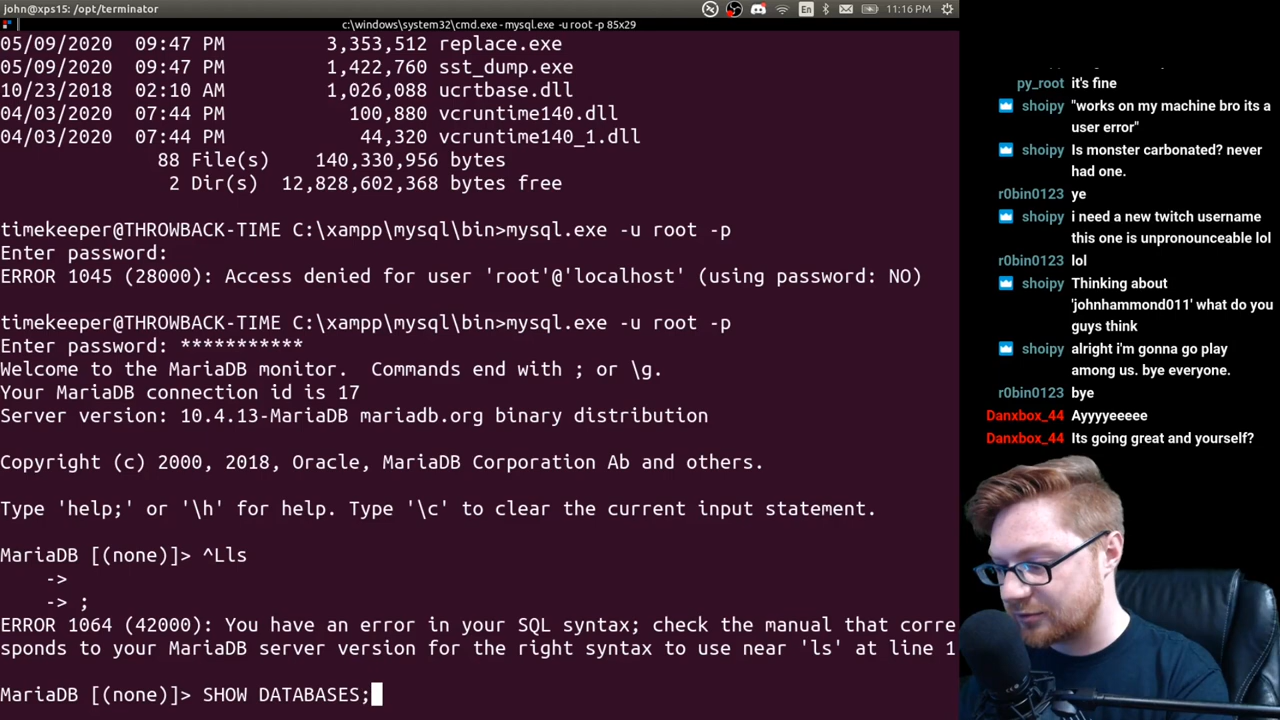 john@xps15: /opt/terminator
En
11:16 PM
c:\windows\system32\cmd.exe - mysql.exe -u root -p 85x29
05/09/2020  09:47 PM         3,353,512 replace.exe
05/09/2020  09:47 PM         1,422,760 sst_dump.exe
10/23/2018  02:10 AM         1,026,088 ucrtbase.dll
04/03/2020  07:44 PM           100,880 vcruntime140.dll
04/03/2020  07:44 PM            44,320 vcruntime140_1.dll
88 File(s)    140,330,956 bytes
2 Dir(s)  12,828,602,368 bytes free
timekeeper@THROWBACK-TIME C:\xampp\mysql\bin>mysql.exe -u root -p
Enter password:
ERROR 1045 (28000): Access denied for user 'root'@'localhost' (using password: NO)
timekeeper@THROWBACK-TIME C:\xampp\mysql\bin>mysql.exe -u root -p
Enter password: ***********
Welcome to the MariaDB monitor.  Commands end with ; or \g.
Your MariaDB connection id is 17
Server version: 10.4.13-MariaDB mariadb.org binary distribution
Copyright (c) 2000, 2018, Oracle, MariaDB Corporation Ab and others.
Type 'help;' or '\h' for help. Type '\c' to clear the current input statement.
MariaDB [(none)]> ^Lls
->
-> ;
ERROR 1064 (42000): You have an error in your SQL syntax; check the manual that corre
sponds to your MariaDB server version for the right syntax to use near 'ls' at line 1
MariaDB [(none)]> SHOW DATABASES;
py_root it's fine
shoipy "works on my machine bro its a
user error"
shoipy Is monster carbonated? never
had one.
r0bin0123 ye
shoipy i need a new twitch username
this one is unpronounceable lol
r0bin0123 lol
shoipy Thinking about
'johnhammond011' what do you
guys think
shoipy alright i'm gonna go play
among us. bye everyone.
r0bin0123 bye
Danxbox_44 Ayyyyeeeee
Danxbox_44 Its going great and yourself?